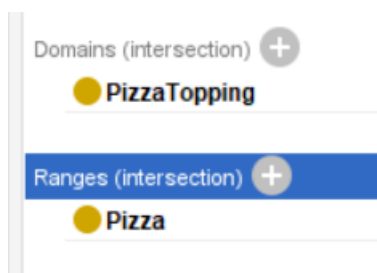 Domains (intersection)
PizzaTopping
Ranges (intersection)
Pizza